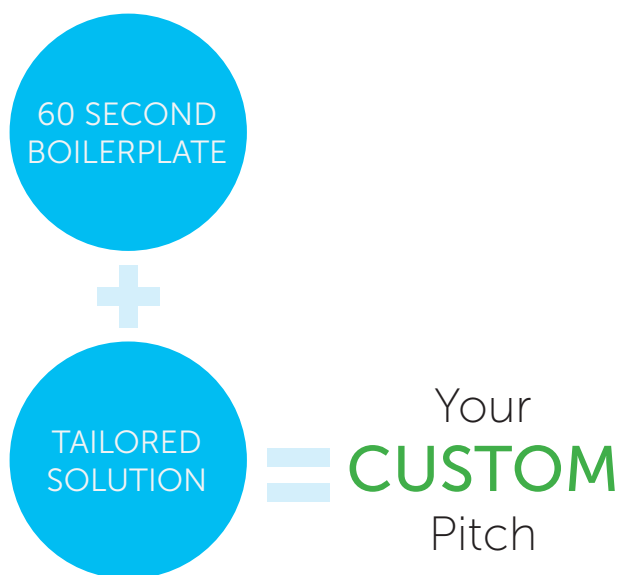 60 SECOND
BOILERPLATE
+
TAILORED
SOLUTION
=
Your
CUSTOM
Pitch